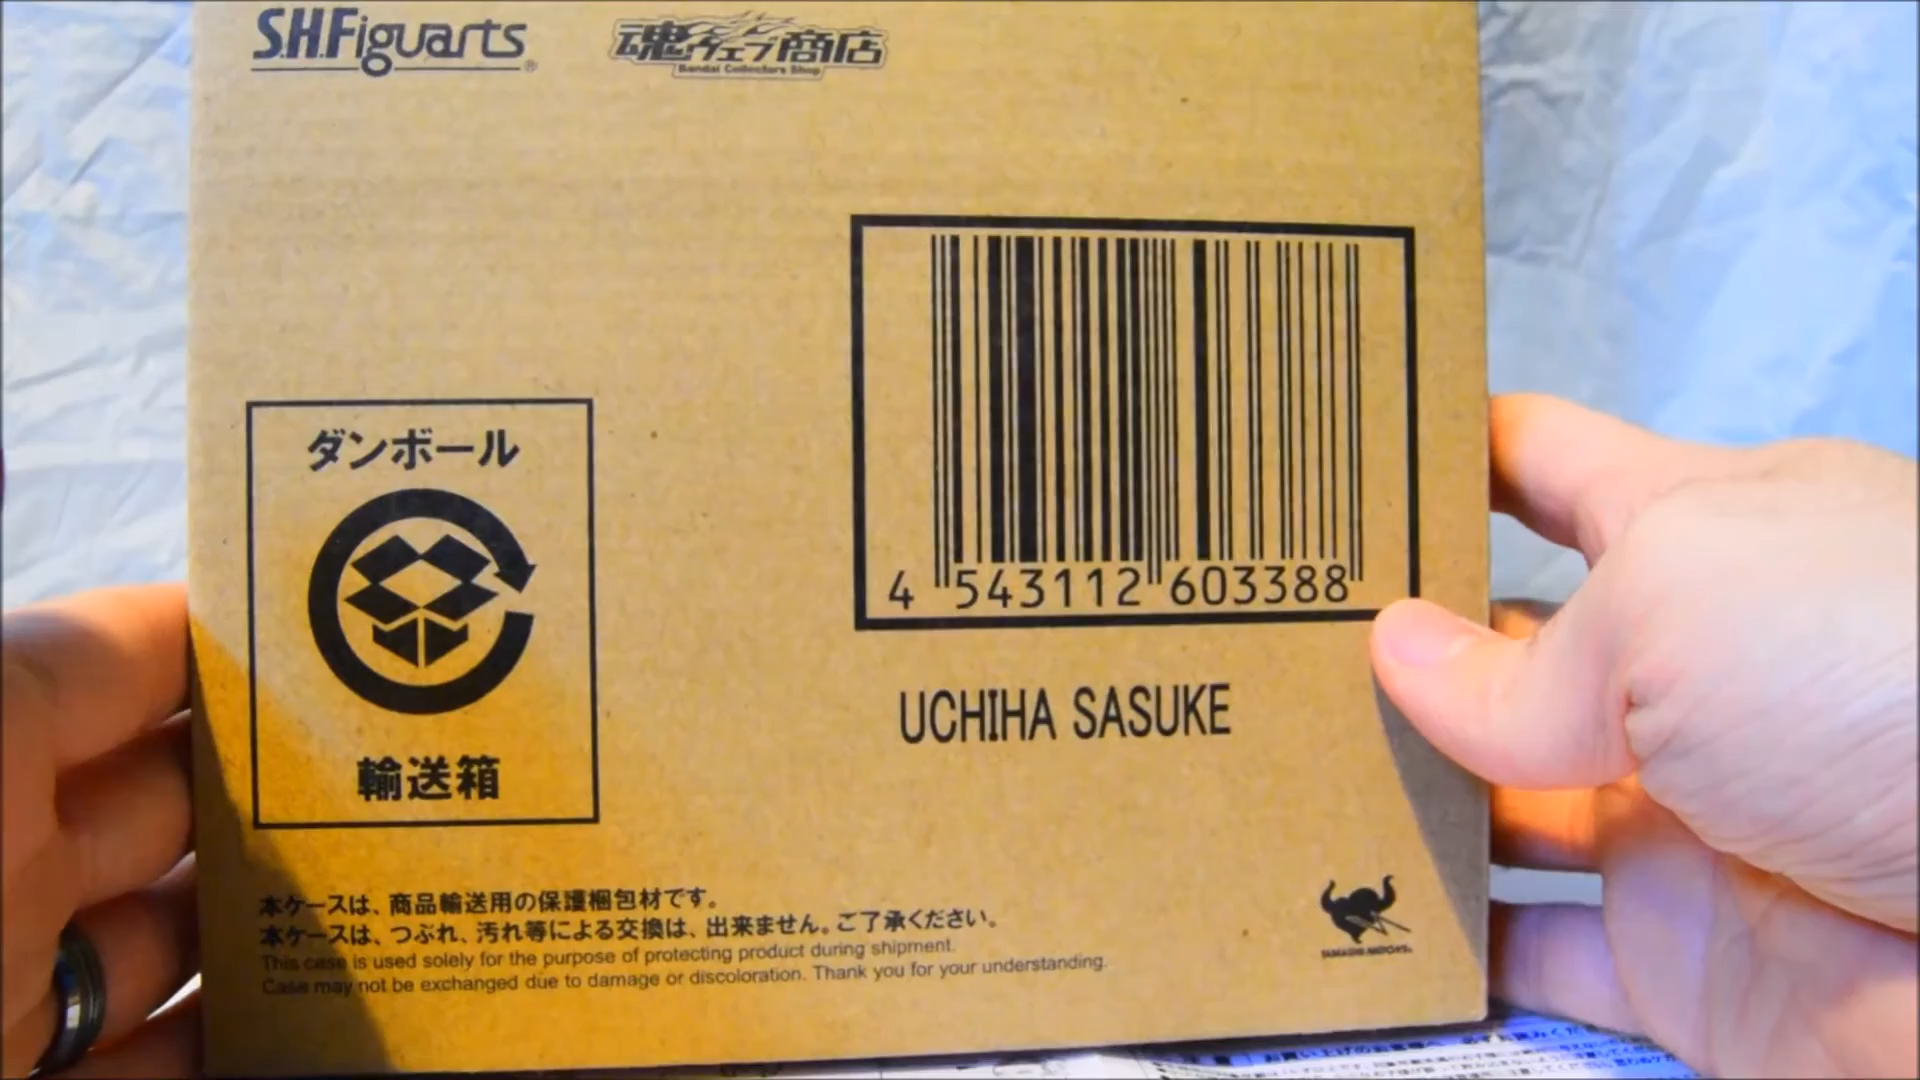 S.H.Figuarts®
魂ウェブ商店
Bandai Collectors Shop
4 543112 603388
ダンボール
輸送箱
UCHIHA SASUKE
本ケースは、商品輸送用の保護梱包材です。
本ケースは、つぶれ、汚れ等による交換は、出来ません。ご了承ください。
This case is used solely for the purpose of protecting product during shipment.
Case may not be exchanged due to damage or discoloration. Thank you for your understanding.